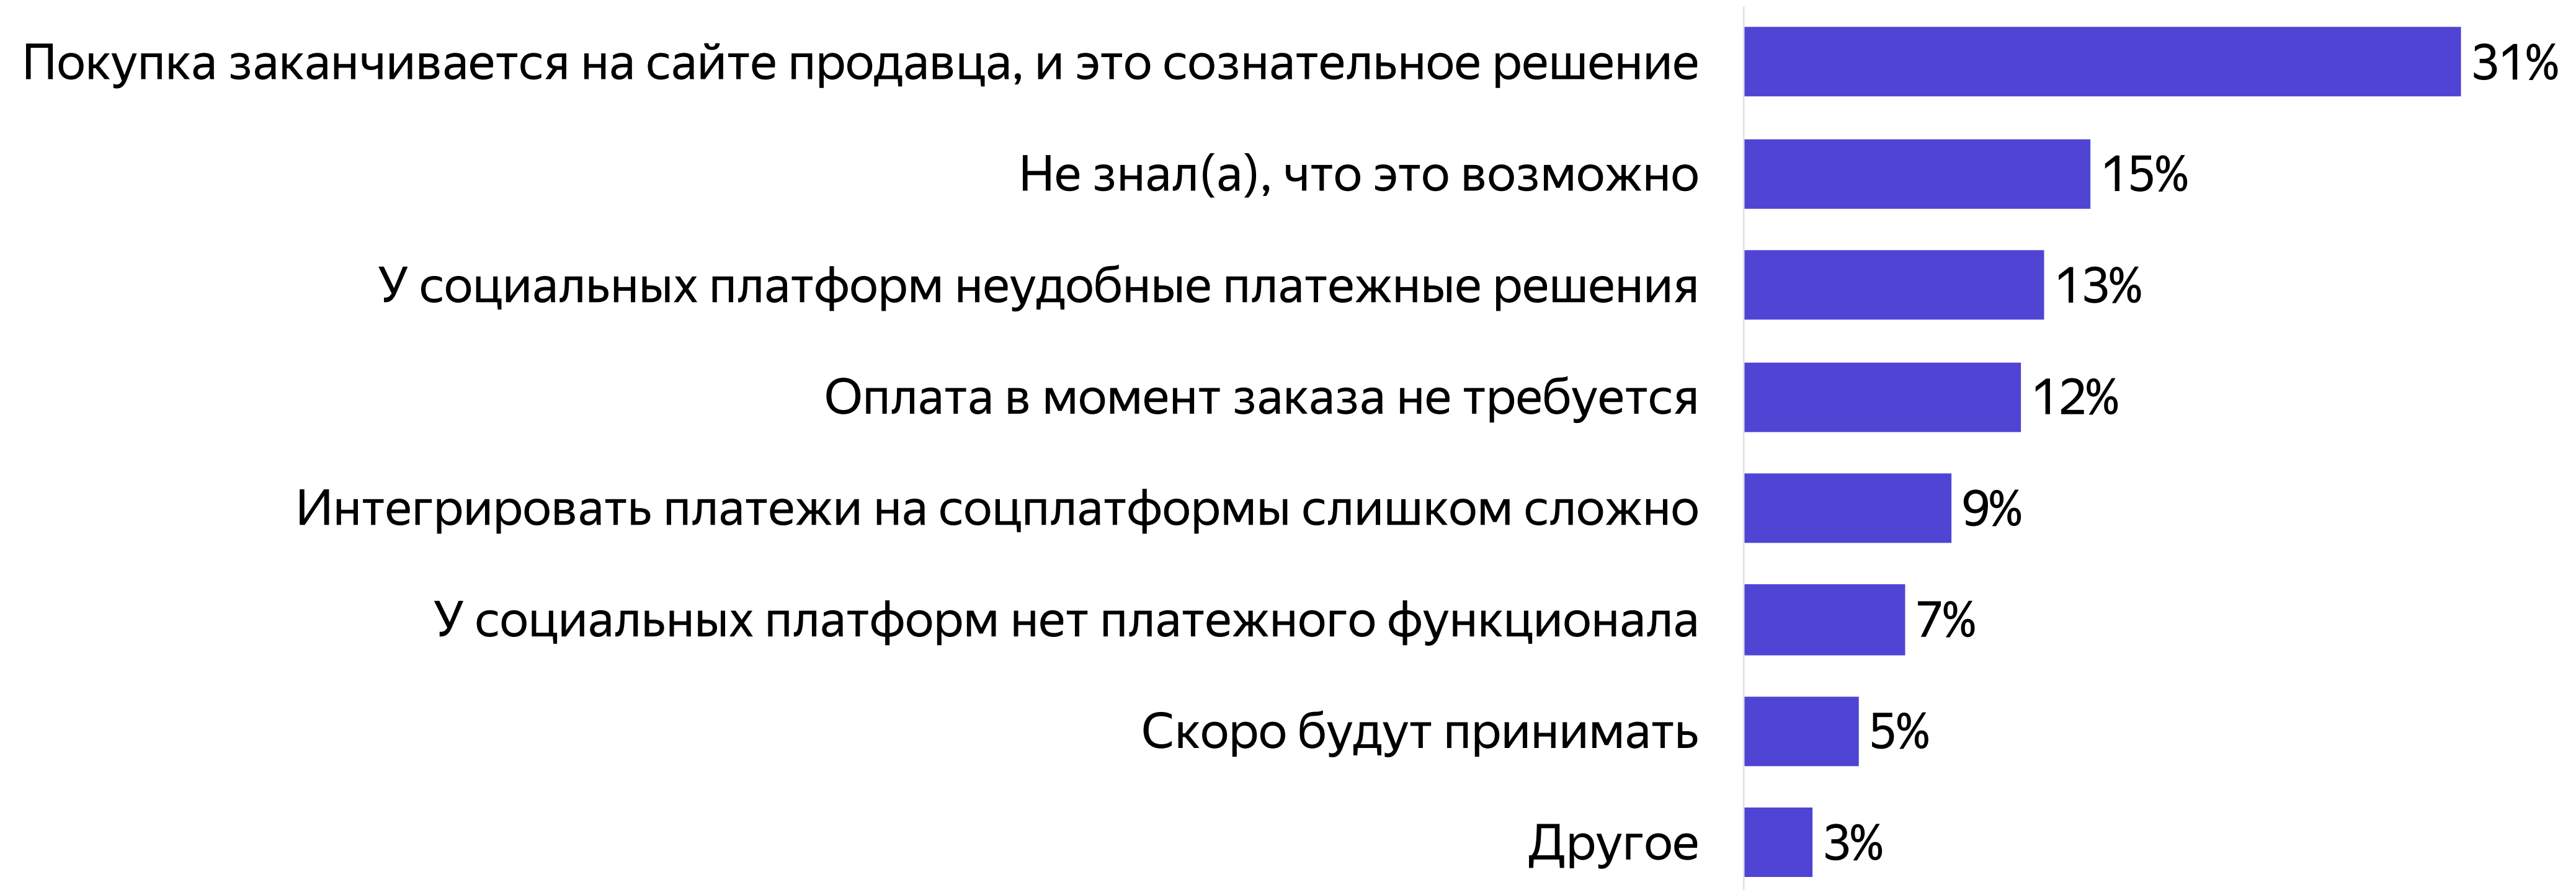 Покупка заканчивается на сайте продавца, и это сознательное решение 31%
Не знал(а), что это возможно 15%
У социальных платформ неудобные платежные решения 13%
Оплата в момент заказа не требуется 12%
Интегрировать платежи на соцплатформы слишком сложно 9%
У социальных платформ нет платежного функционала 7%
Скоро будут принимать 5%
Другое 3%